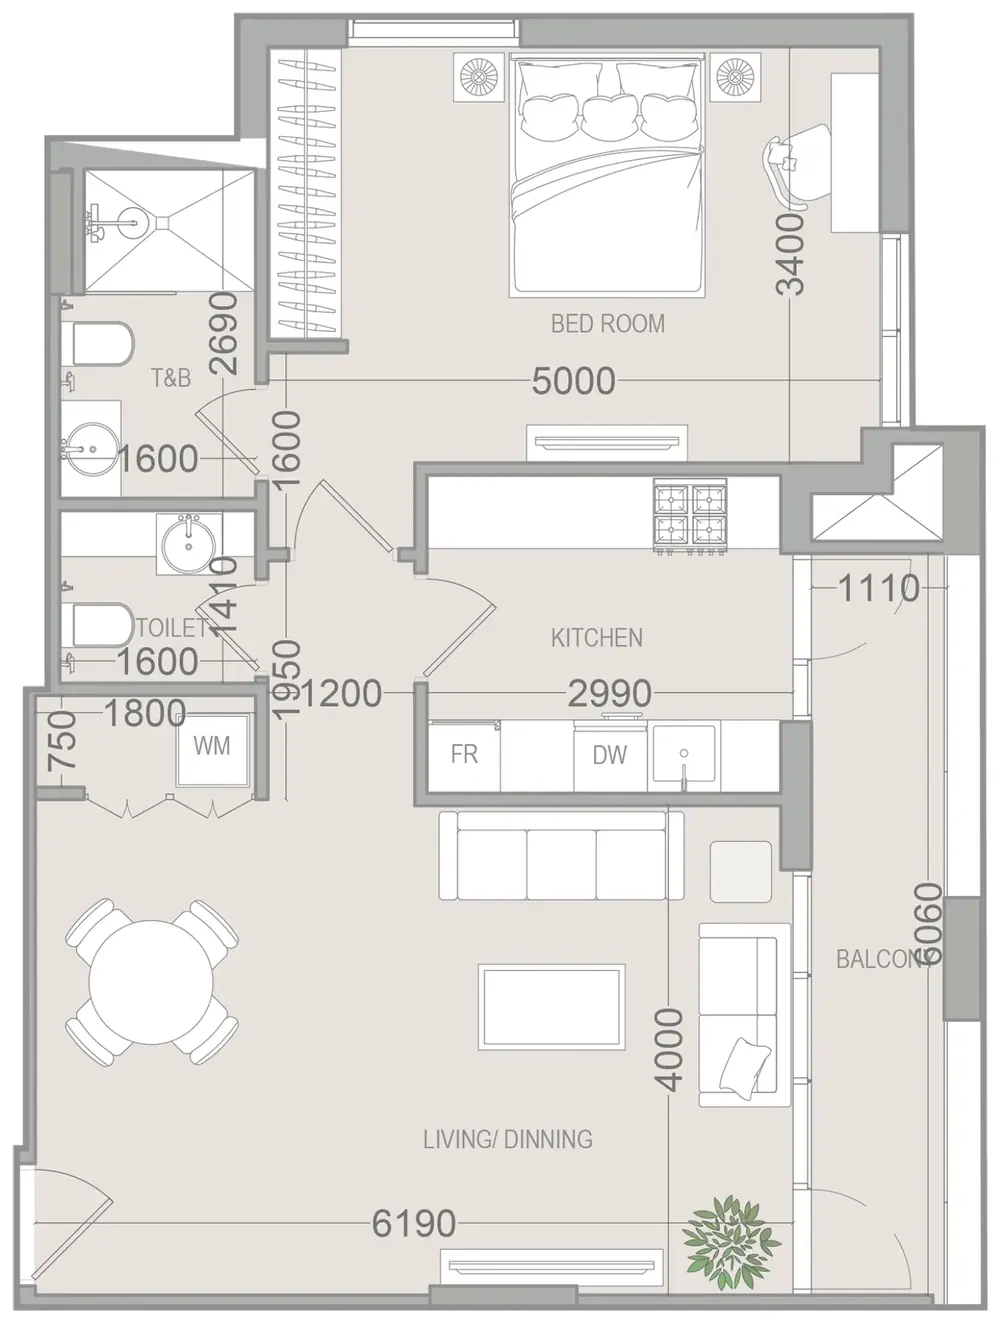 3400
BED ROOM
2690
T&B
5000
1600
1600
1410
1110
TOILET
KITCHEN
1600
1950
1200
2990
1800
750
WM
FR
DW
6060
BALCONY
4000
LIVING/ DINNING
6190